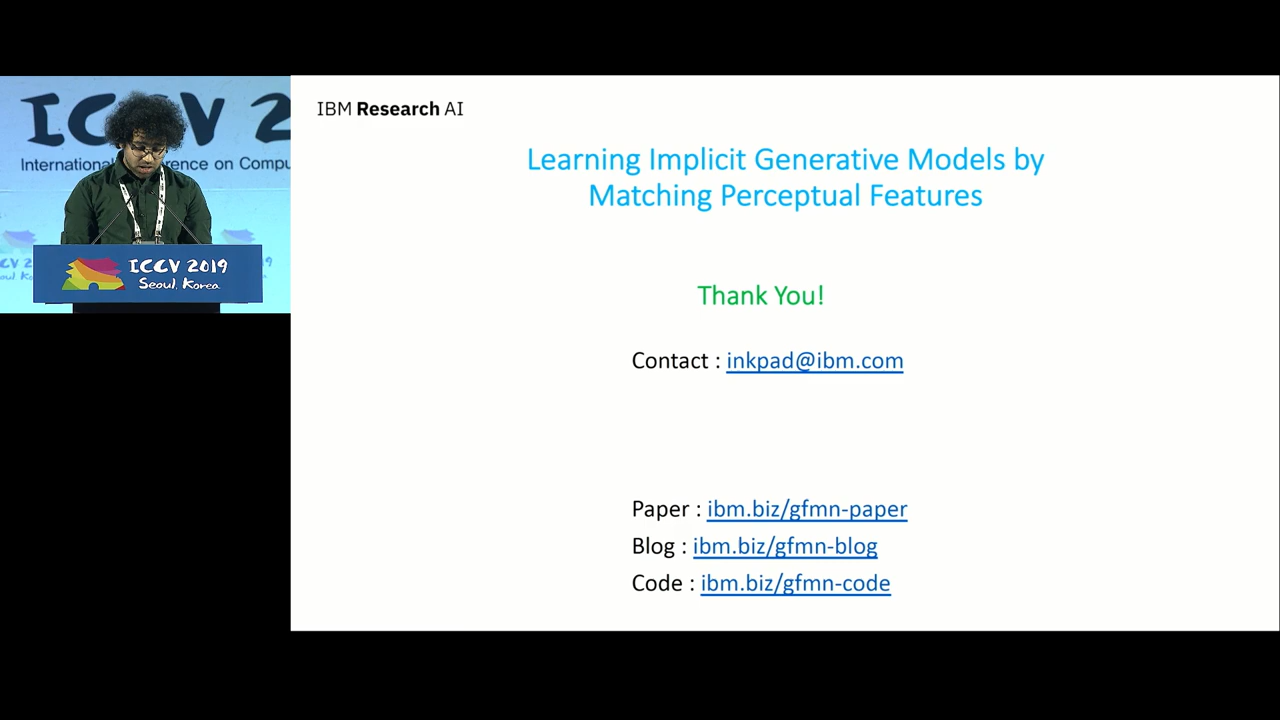 ICCV 2
International
rence on Compu
ICCV 2019
Seoul, Korea
IBM Research AI
Learning Implicit Generative Models by
Matching Perceptual Features
Thank You!
Contact : inkpad@ibm.com
Paper : ibm.biz/gfmn-paper
Blog : ibm.biz/gfmn-blog
Code : ibm.biz/gfmn-code